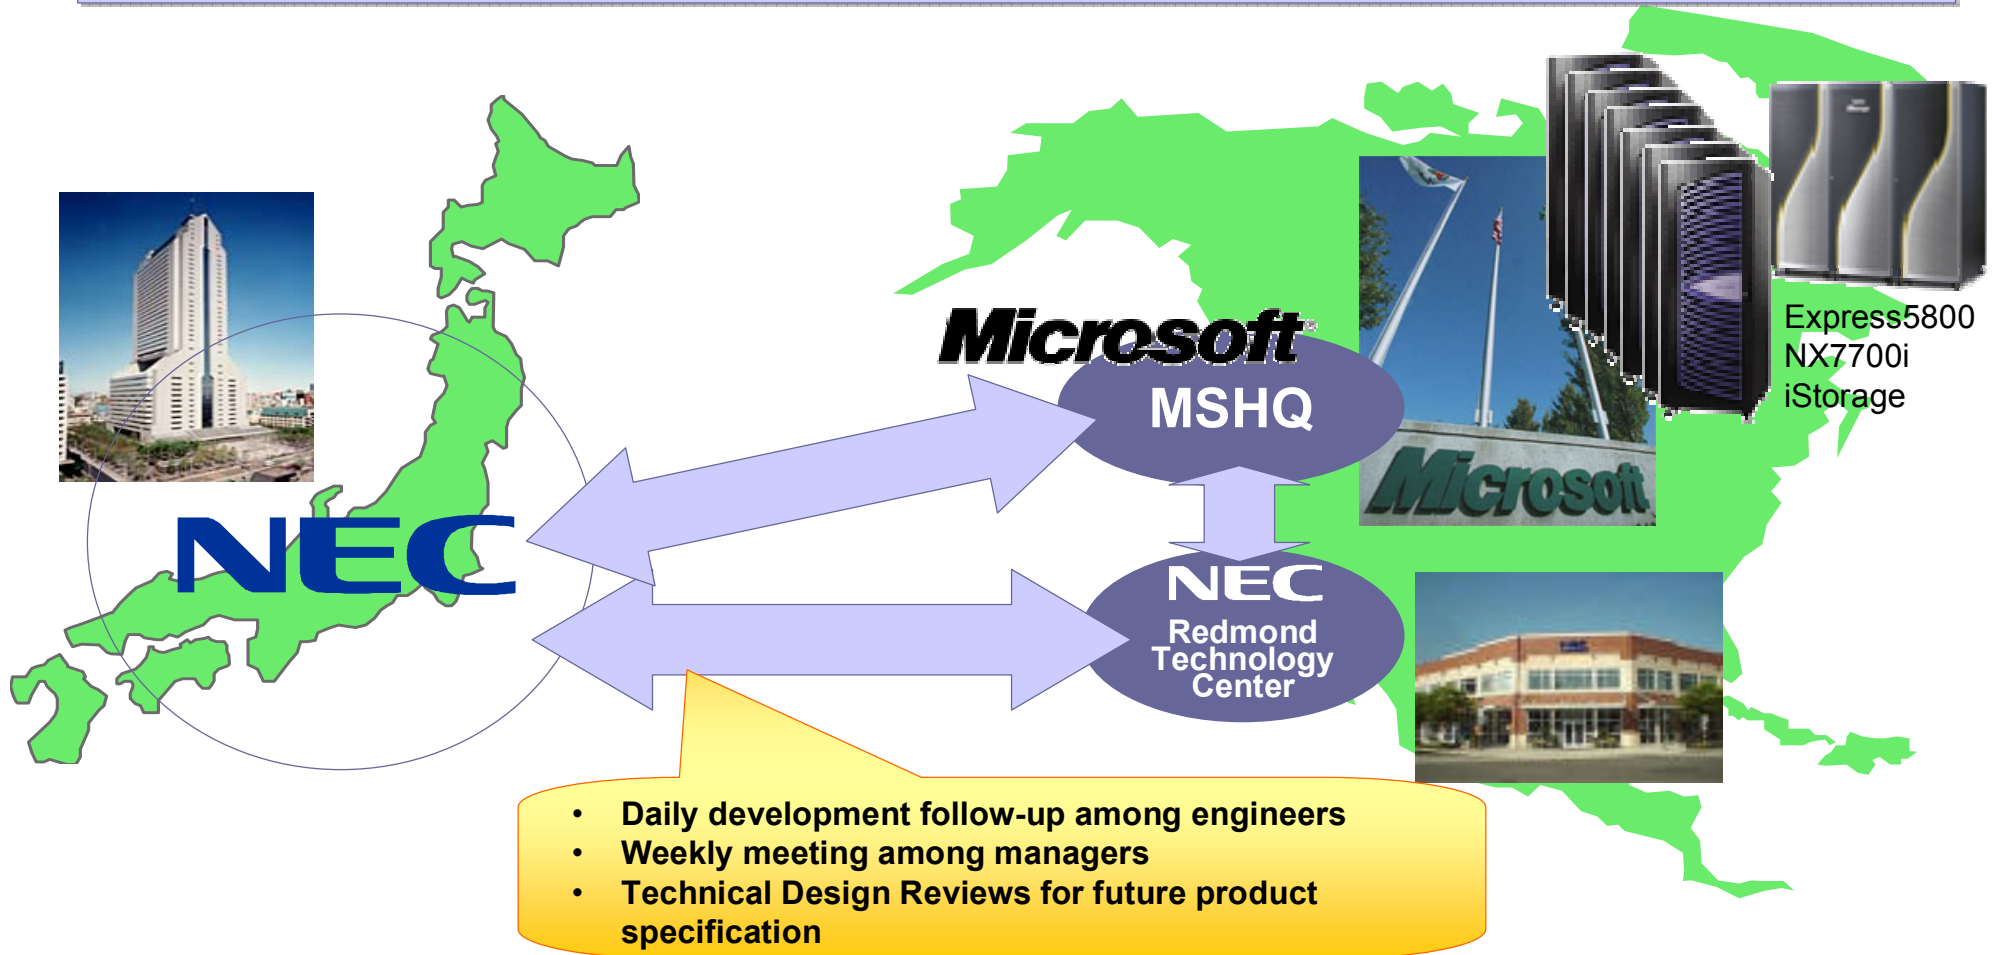 Microsoft
MSHQ
Microsoft
Express5800
NX7700i
iStorage
NEC
NEC
Redmond
Technology
Center
• Daily development follow-up among engineers
• Weekly meeting among managers
• Technical Design Reviews for future product
specification